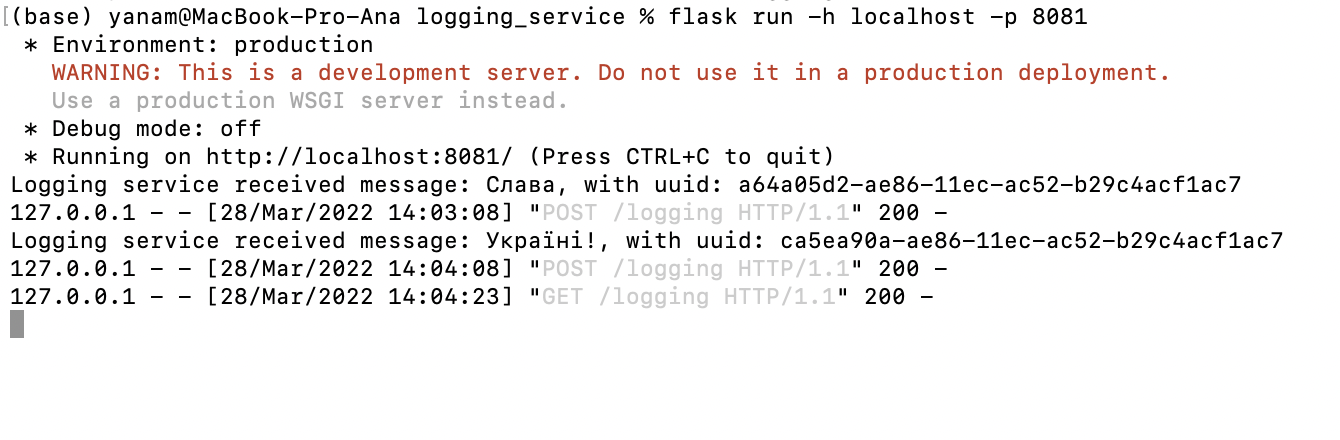 (base) yanam@MacBook-Pro-Ana logging_service % flask run -h localhost -p 8081
* Environment: production
WARNING: This is a development server. Do not use it in a production deployment.
Use a production WSGI server instead.
* Debug mode: off
* Running on http://localhost:8081/ (Press CTRL+C to quit)
Logging service received message: Слава, with uuid: a64a05d2-ae86-11ec-ac52-b29c4acf1ac7
127.0.0.1 - - [28/Mar/2022 14:03:08] "POST /logging HTTP/1.1" 200 -
Logging service received message: Україні!, with uuid: ca5ea90a-ae86-11ec-ac52-b29c4acf1ac7
127.0.0.1 - - [28/Mar/2022 14:04:08] "POST /logging HTTP/1.1" 200 -
127.0.0.1 - - [28/Mar/2022 14:04:23] "GET /logging HTTP/1.1" 200 -